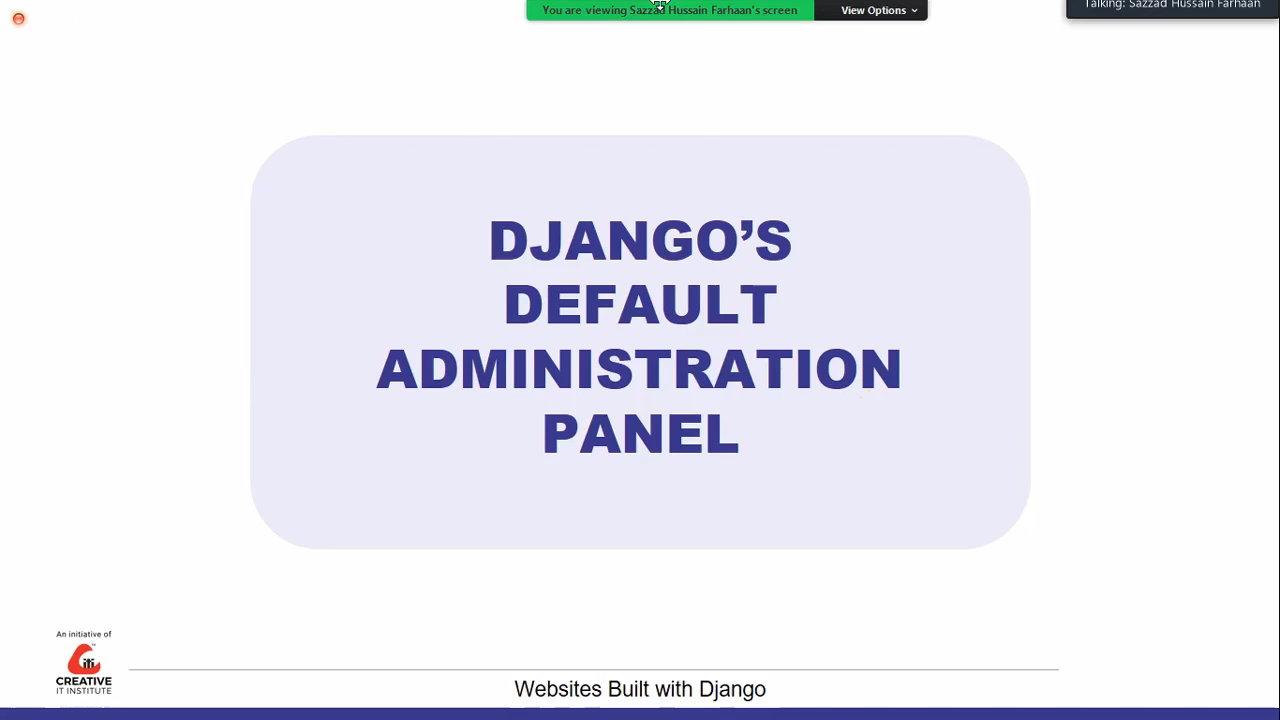 You are viewing Sazzad Hussain Farhaan's screen
View Options
Talking: Sazzad Hussain Farhaan
DJANGO’S
DEFAULT
ADMINISTRATION
PANEL
An initiative of
CREATIVE
IT INSTITUTE
Websites Built with Django